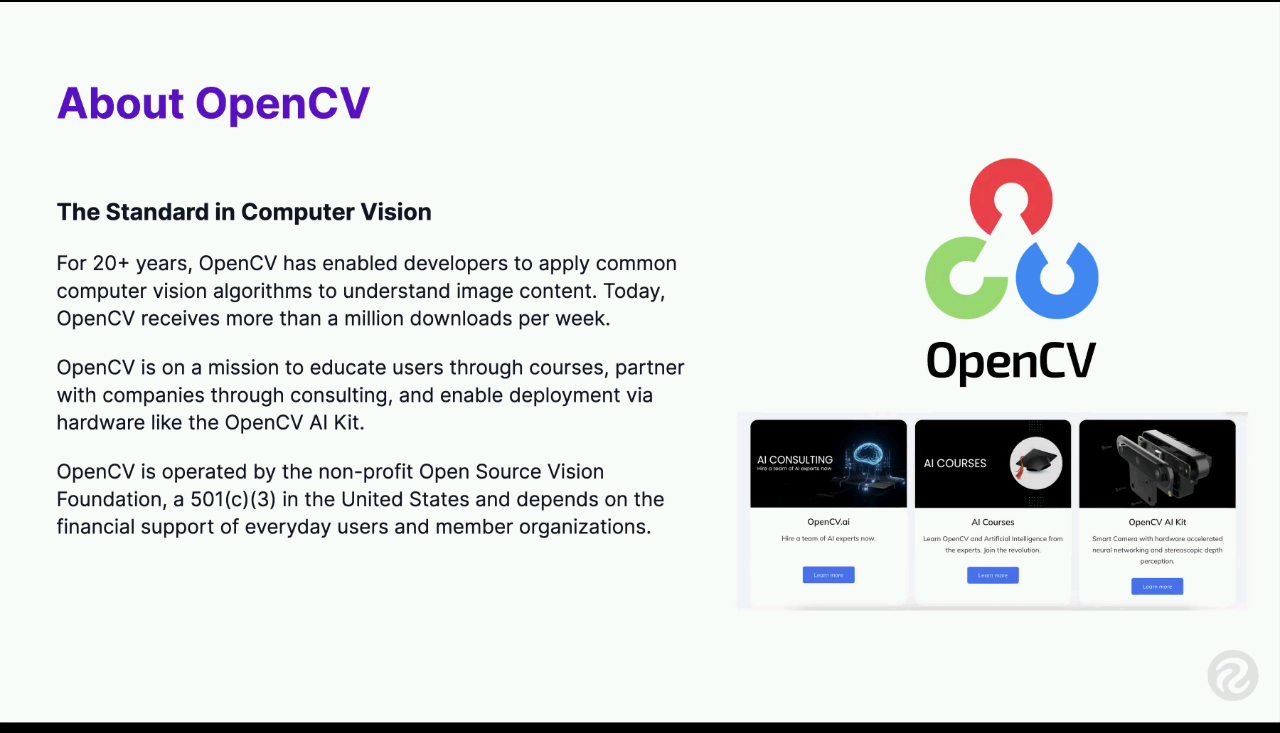 About OpenCV
The Standard in Computer Vision
For 20+ years, OpenCV has enabled developers to apply common
computer vision algorithms to understand image content. Today,
OpenCV receives more than a million downloads per week.
OpenCV is on a mission to educate users through courses, partner
with companies through consulting, and enable deployment via
hardware like the OpenCV AI Kit.
OpenCV is operated by the non-profit Open Source Vision
Foundation, a 501(c)(3) in the United States and depends on the
financial support of everyday users and member organizations.
OpenCV
AI CONSULTING
Hire a team of AI experts now
OpenCV.ai
Hire a team of AI experts now.
Learn more
AI COURSES
AI Courses
Learn OpenCV and Artificial Intelligence from
the experts. Join the revolution.
Learn more
OpenCV AI Kit
Smart Camera with hardware accelerated
neural networking and stereoscopic depth
perception.
Learn more